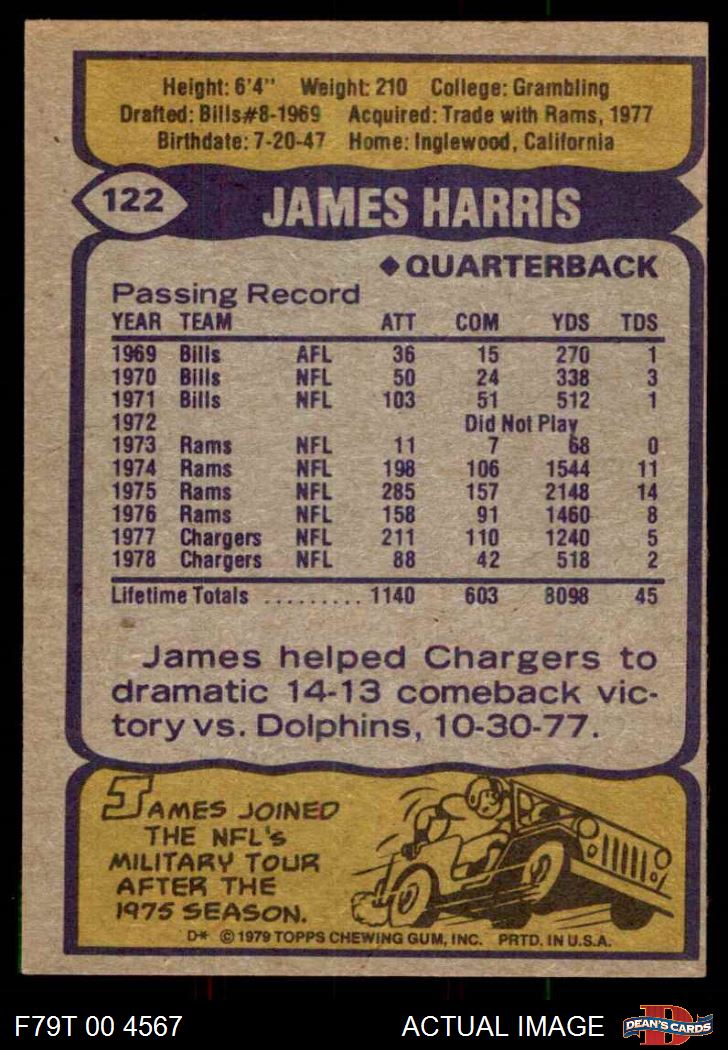 Height: 6'4" Weight: 210 College: Grambling
Drafted: Bills#8-1969 Acquired: Trade with Rams, 1977
Birthdate: 7-20-47 Home: Inglewood, California
122 JAMES HARRIS
◆QUARTERBACK
Passing Record
YEAR TEAM ATT COM YDS TDS
1969 Bills AFL 36 15 270 1
1970 Bills NFL 50 24 338 3
1971 Bills NFL 103 51 512 1
1972 Did Not Play
1973 Rams NFL 11 7 68 0
1974 Rams NFL 198 106 1544 11
1975 Rams NFL 285 157 2148 14
1976 Rams NFL 158 91 1460 8
1977 Chargers NFL 211 110 1240 5
1978 Chargers NFL 88 42 518 2
Lifetime Totals ......... 1140 603 8098 45
James helped Chargers to
dramatic 14-13 comeback vic-
tory vs. Dolphins, 10-30-77.
JAMES JOINED
THE NFL'S
MILITARY TOUR
AFTER THE
1975 SEASON.
D* © 1979 TOPPS CHEWING GUM, INC. PRTD. IN U.S.A.
F79T 00 4567 ACTUAL IMAGE D DEAN'S CARDS